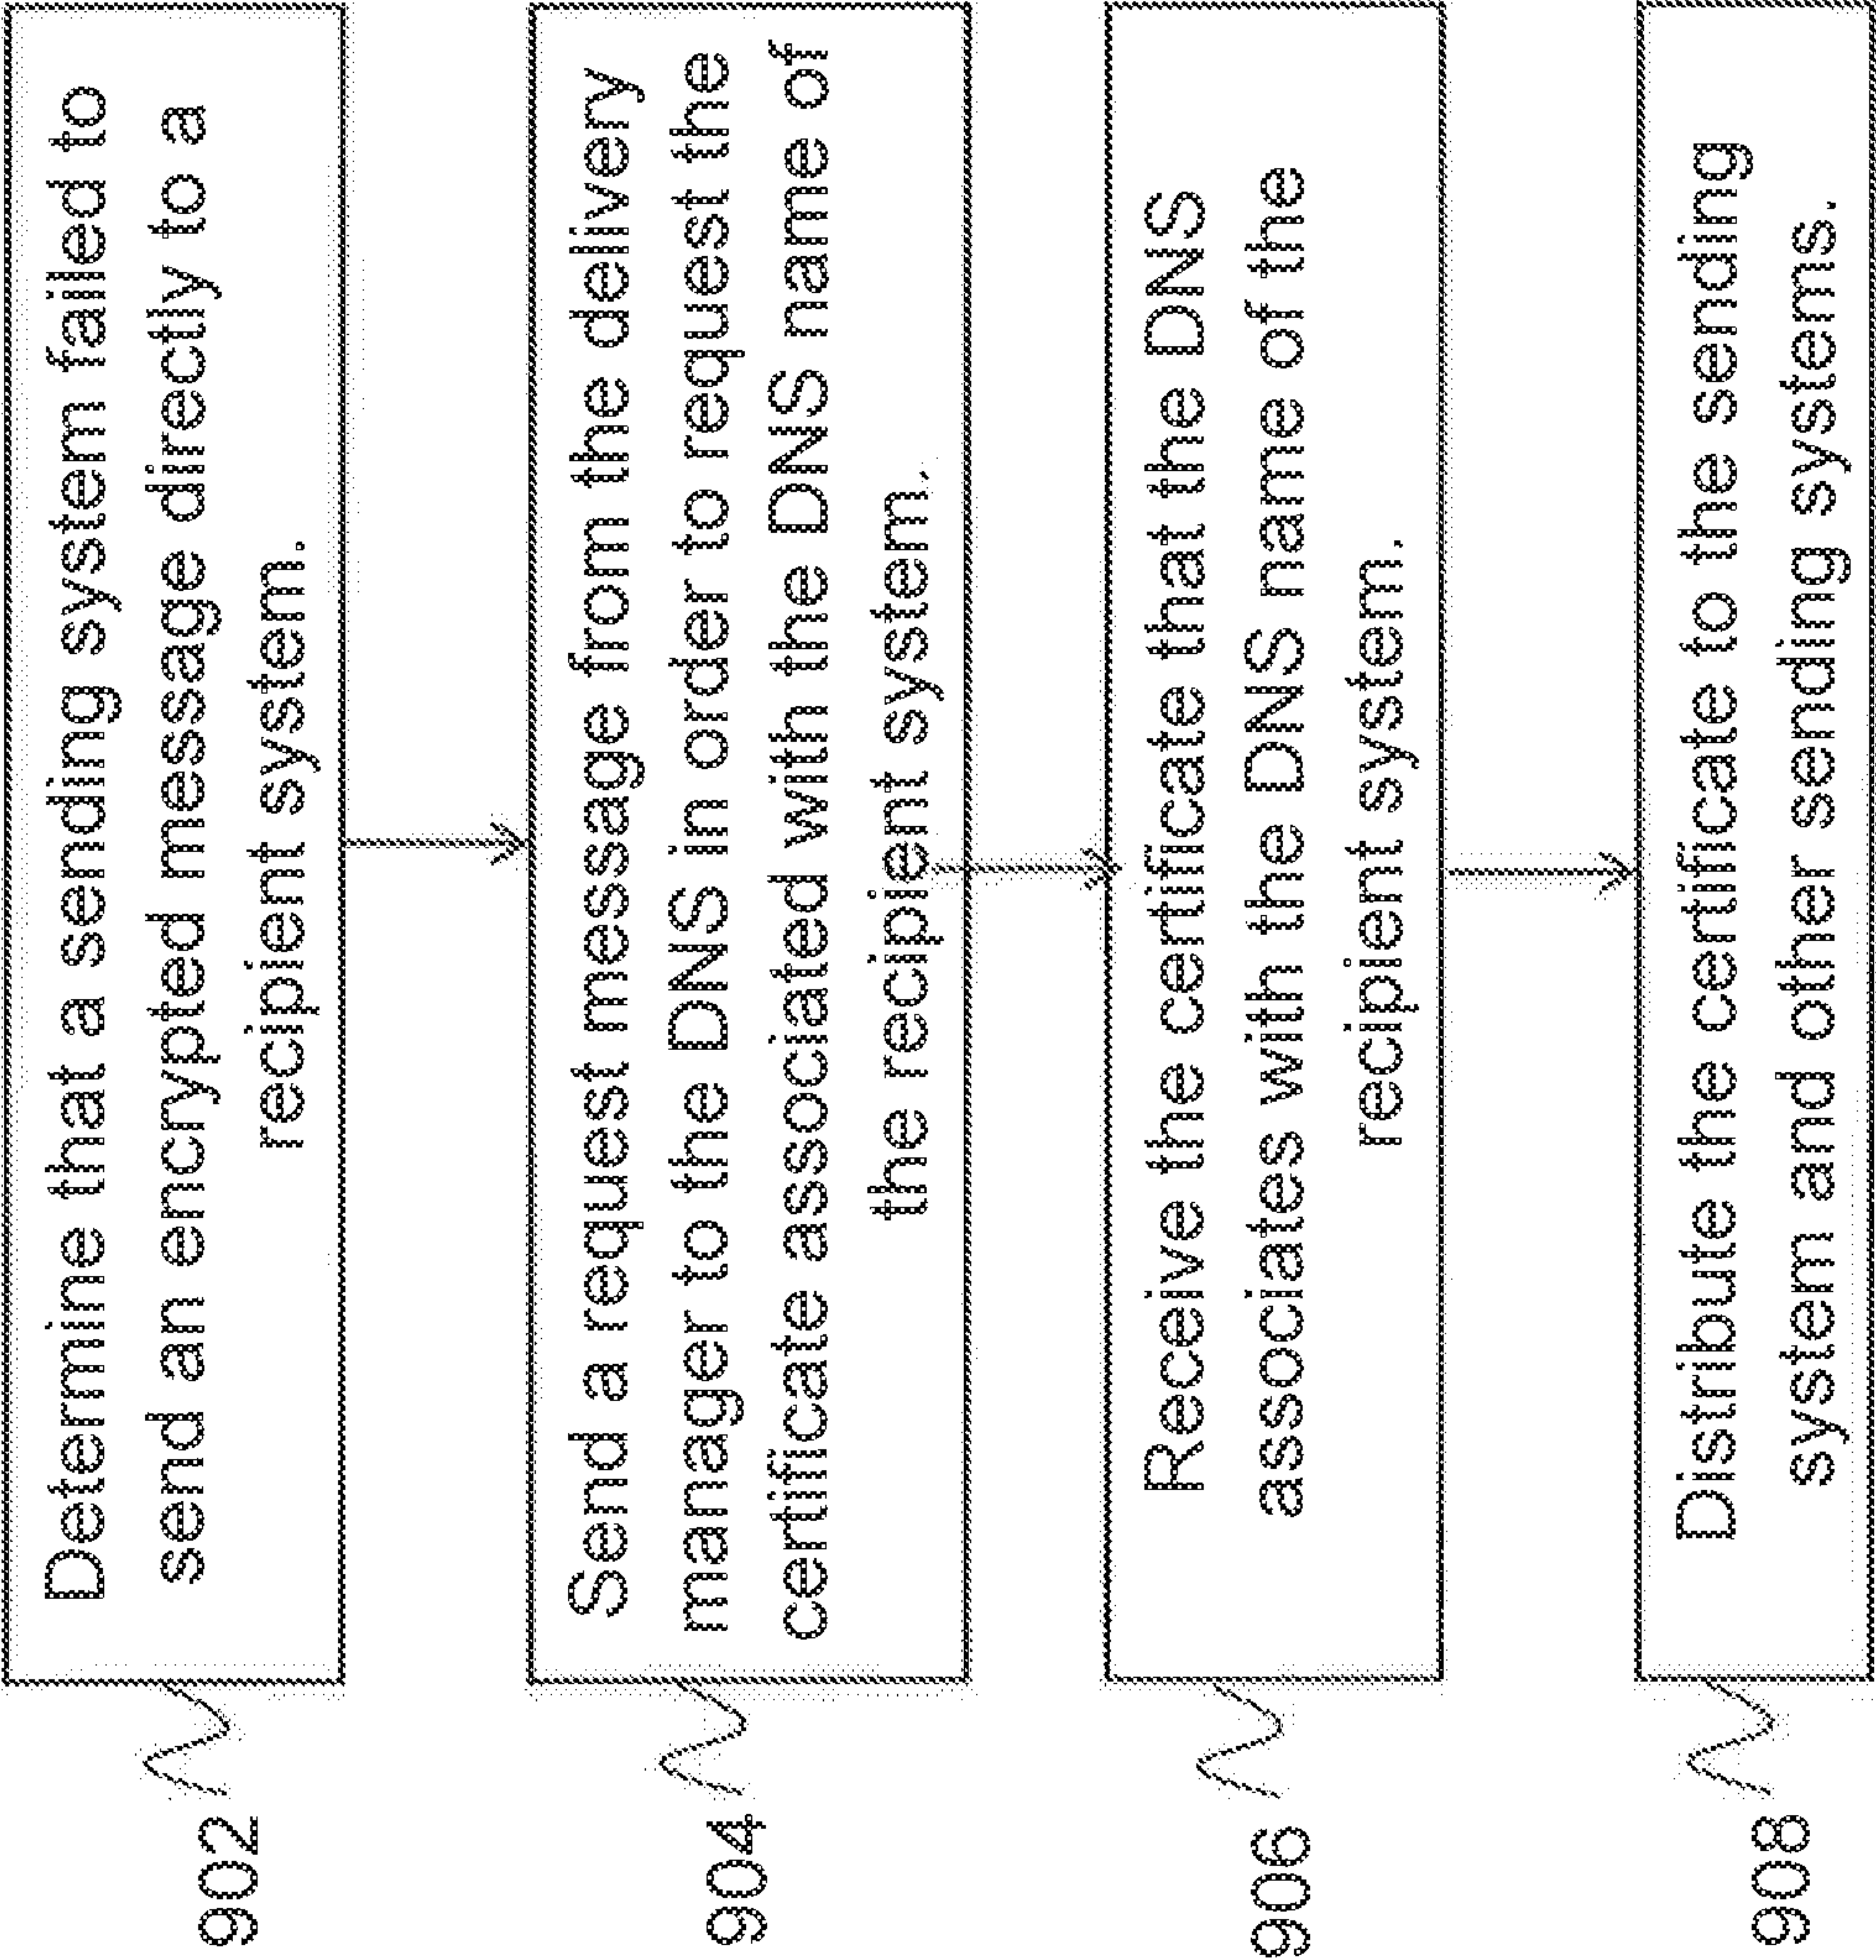 902
Determine that a sending system failed to
send an encrypted message directly to a
recipient system.
904
Send a request message from the delivery
manager to the DNS in order to request the
certificate associated with the DNS name of
the recipient system.
906
Receive the certificate that the DNS
associates with the DNS name of the
recipient system.
908
Distribute the certificate to the sending
system and other sending systems.